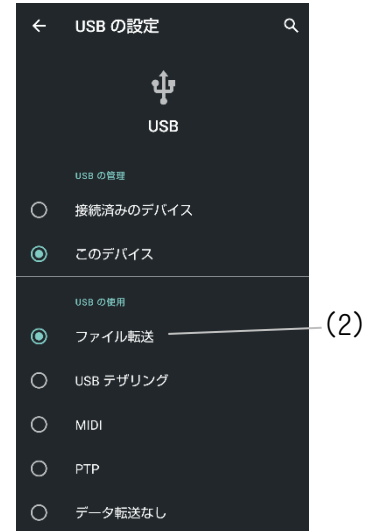 USB の設定
USB
USB の管理
接続済みのデバイス
このデバイス
USB の使用
ファイル転送
(2)
USB テザリング
MIDI
PTP
データ転送なし